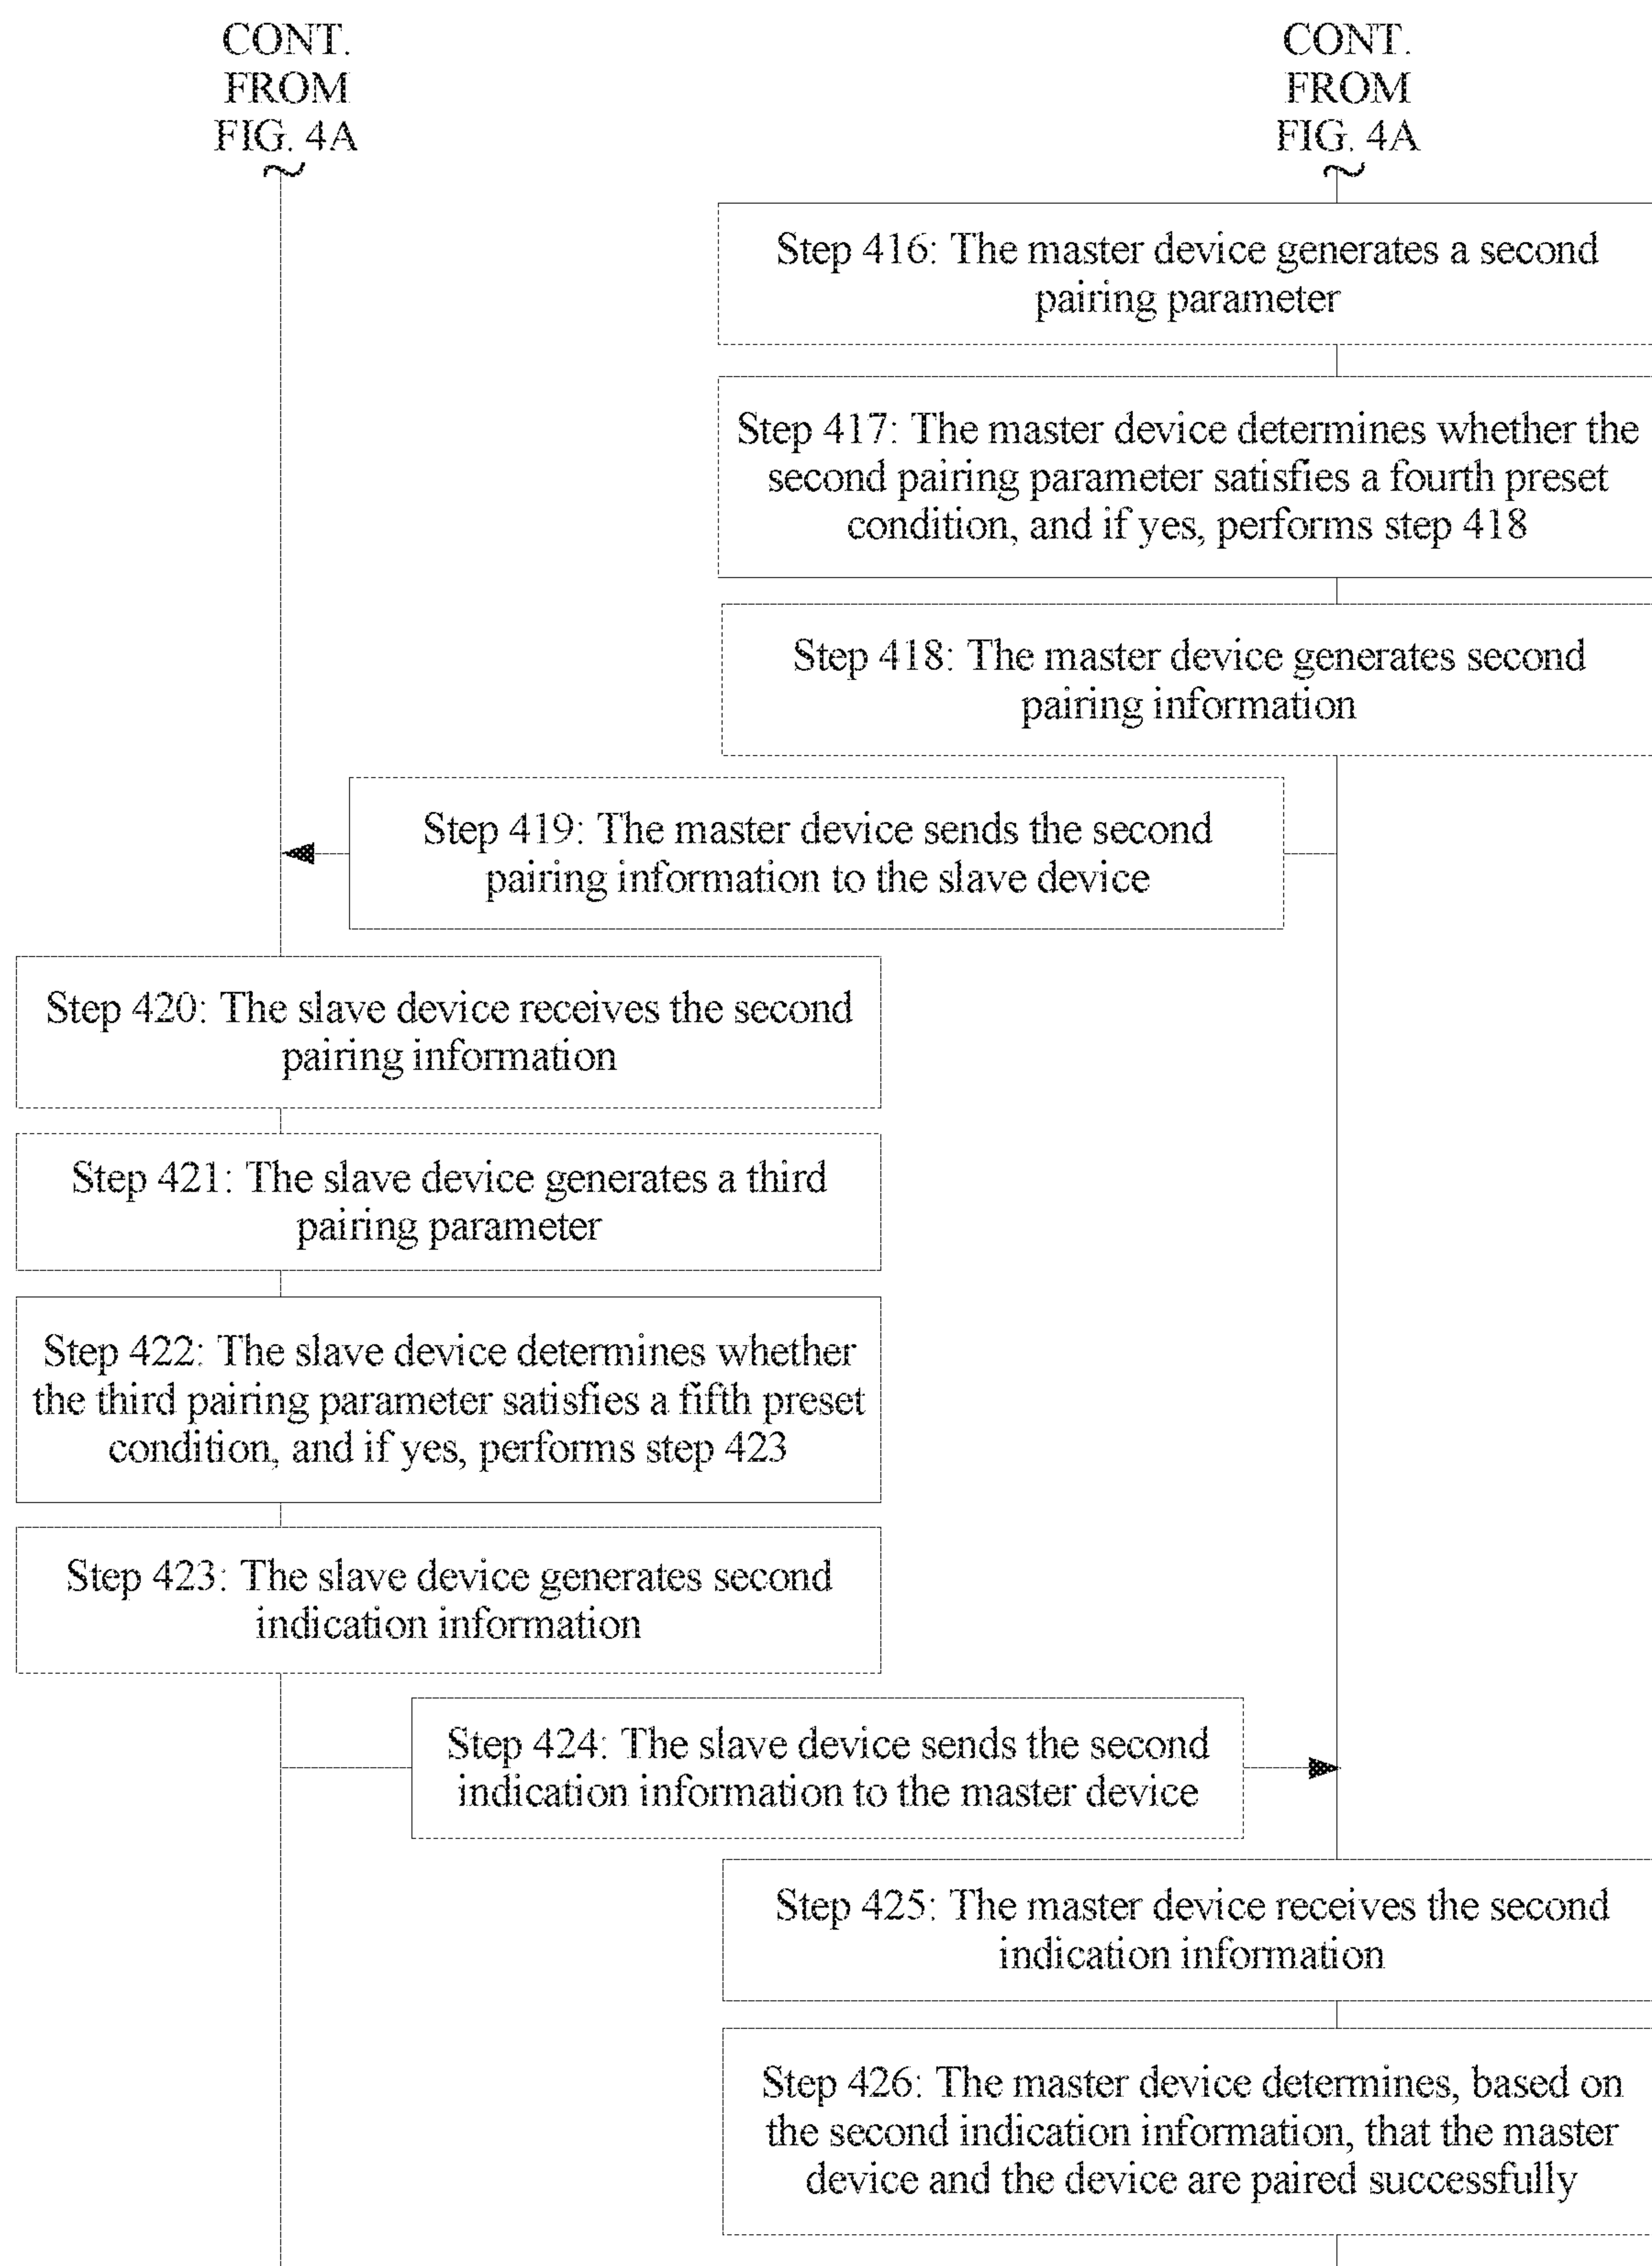 CONT.
FROM
FIG. 4A
CONT.
FROM
FIG. 4A
Step 416: The master device generates a second
pairing parameter
Step 417: The master device determines whether the
second pairing parameter satisfies a fourth preset
condition, and if yes, performs step 418
Step 418: The master device generates second
pairing information
Step 419: The master device sends the second
pairing information to the slave device
Step 420: The slave device receives the second
pairing information
Step 421: The slave device generates a third
pairing parameter
Step 422: The slave device determines whether
the third pairing parameter satisfies a fifth preset
condition, and if yes, performs step 423
Step 423: The slave device generates second
indication information
Step 424: The slave device sends the second
indication information to the master device
Step 425: The master device receives the second
indication information
Step 426: The master device determines, based on
the second indication information, that the master
device and the device are paired successfully